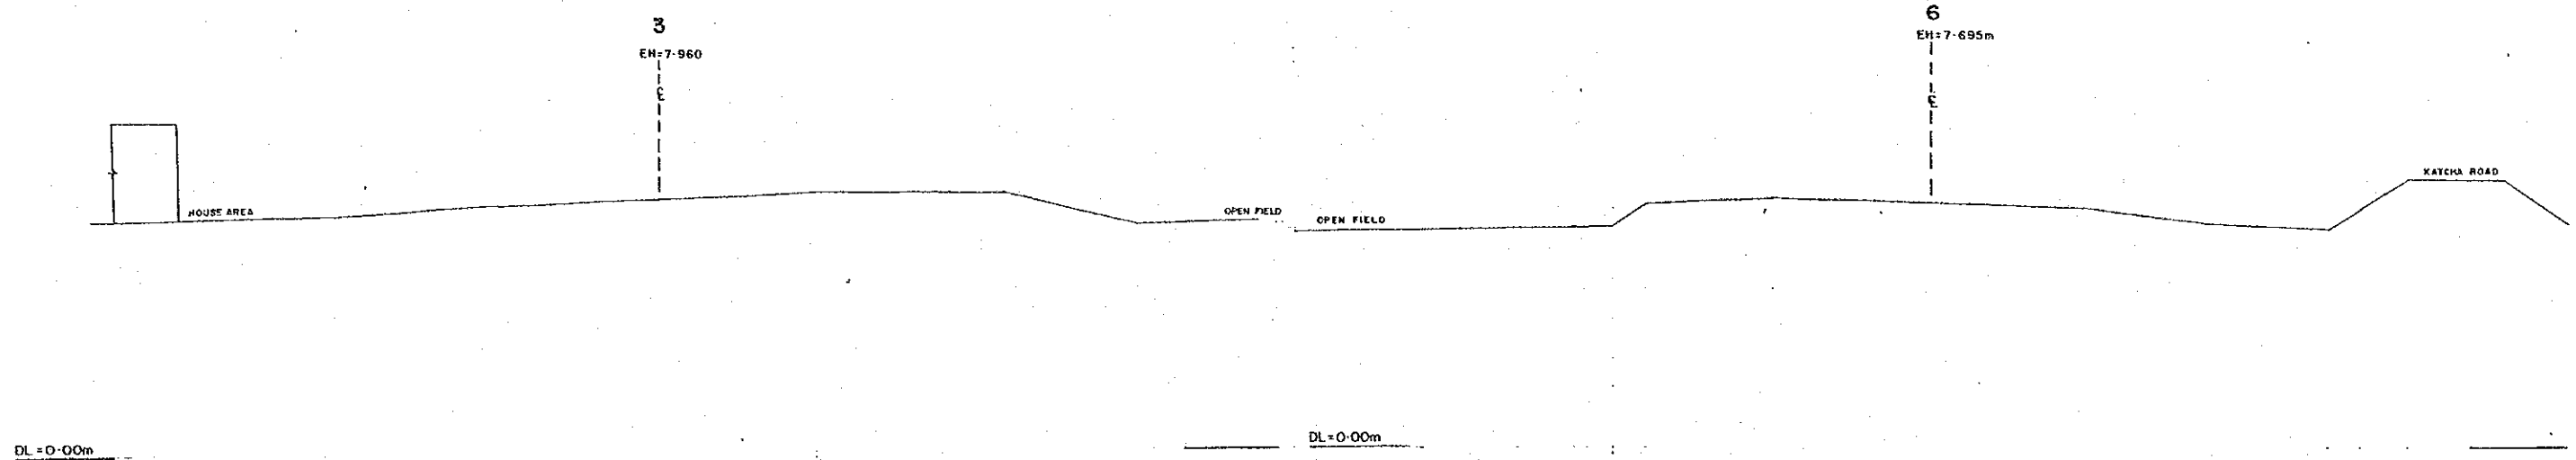 3
EH=7·960
℄
HOUSE AREA
OPEN FIELD
DL=0·00m
6
EH=7·695m
℄
KATCHA ROAD
OPEN FIELD
DL=0·00m